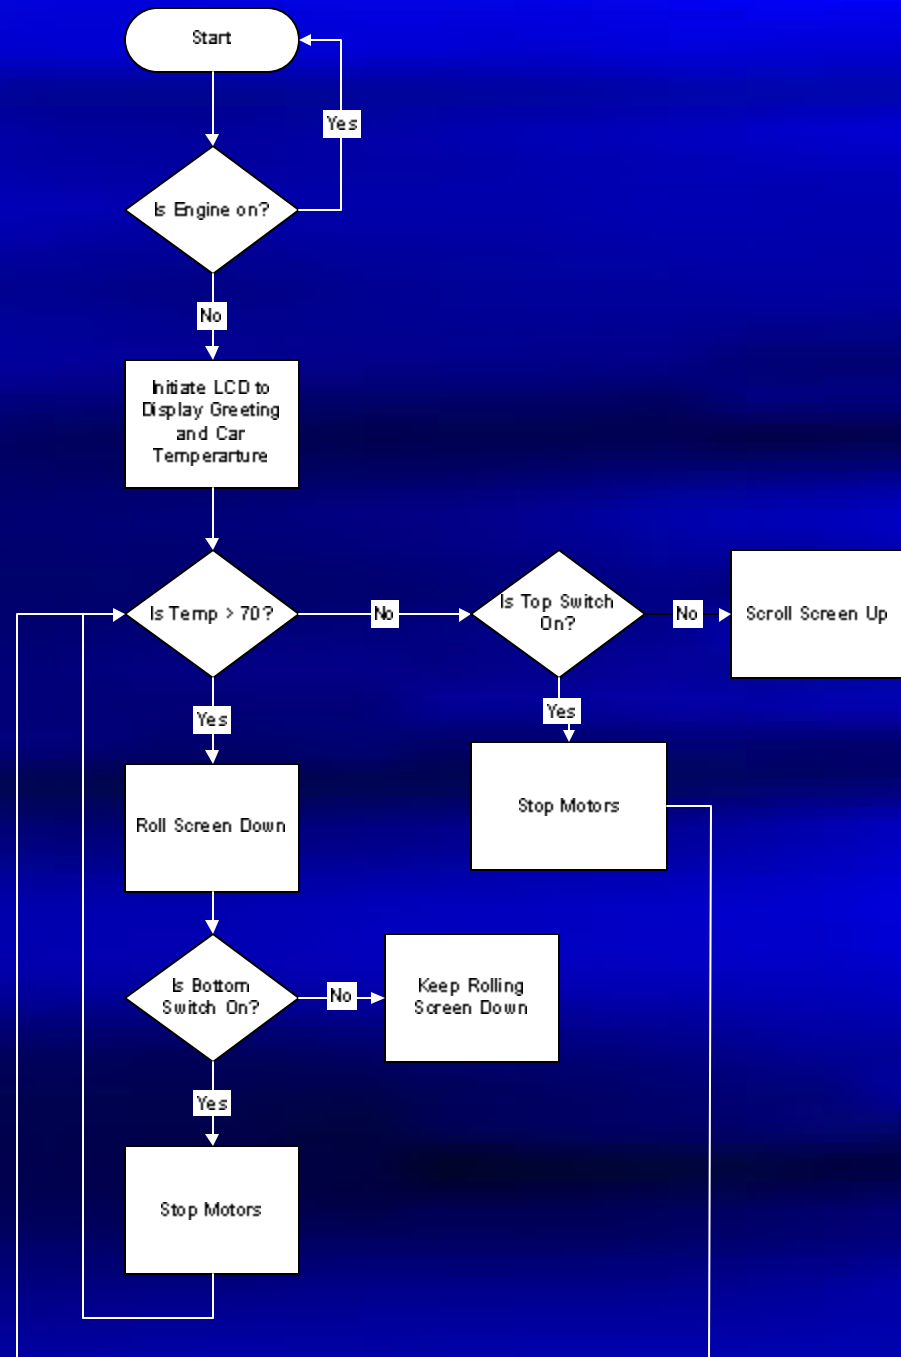 Start
Yes
Is Engine on?
No
Initiate LCD to
Display Greeting
and Car
Temperarture
Is Temp > 70?
No
Is Top Switch
On?
No
Scroll Screen Up
Yes
Yes
Stop Motors
Roll Screen Down
Is Bottom
Switch On?
No
Keep Rolling
Screen Down
Yes
Stop Motors